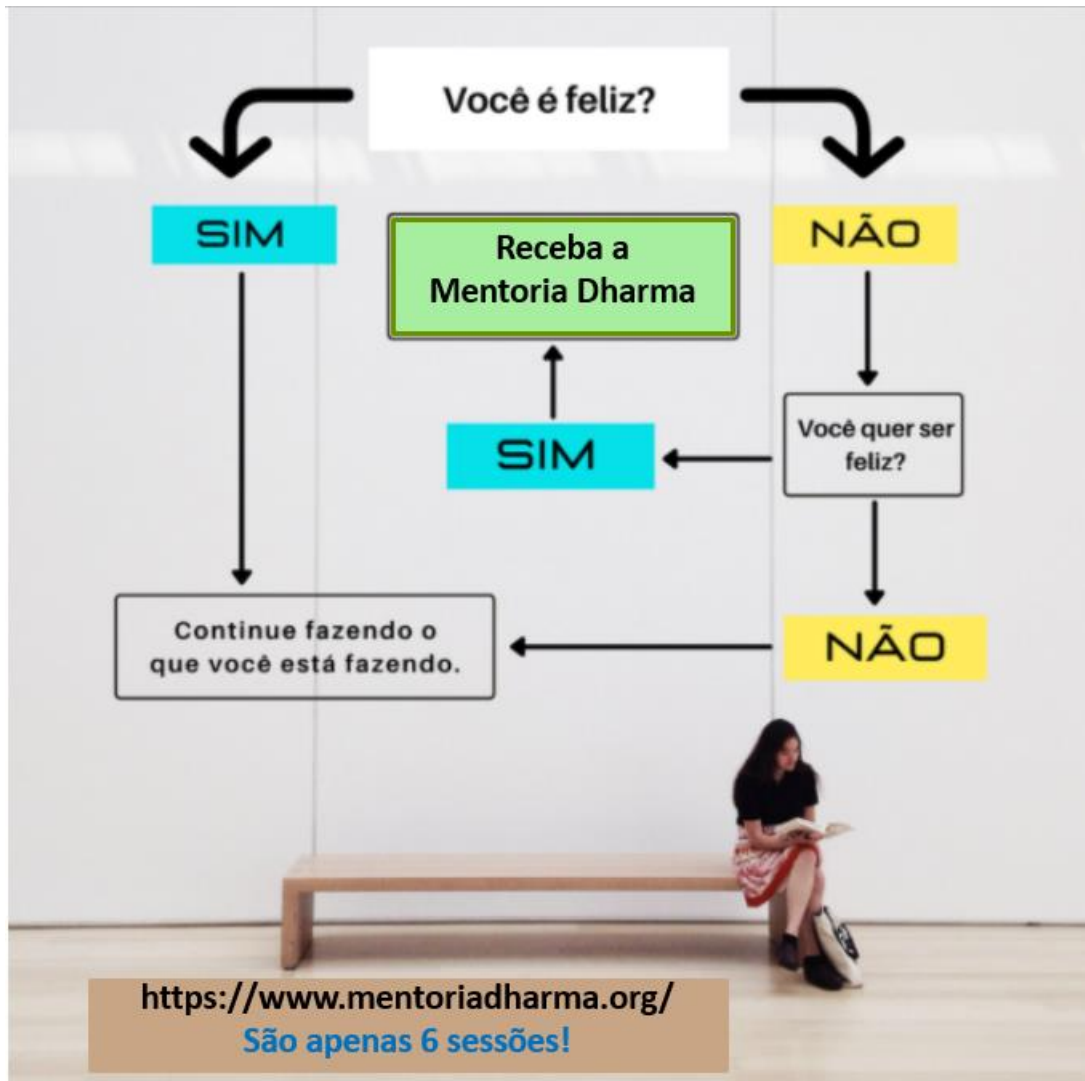 Você é feliz?
SIM
NÃO
Receba a
Mentoria Dharma
SIM
Você quer ser
feliz?
Continue fazendo o
que você está fazendo.
NÃO
https://www.mentoriadharma.org/
São apenas 6 sessões!